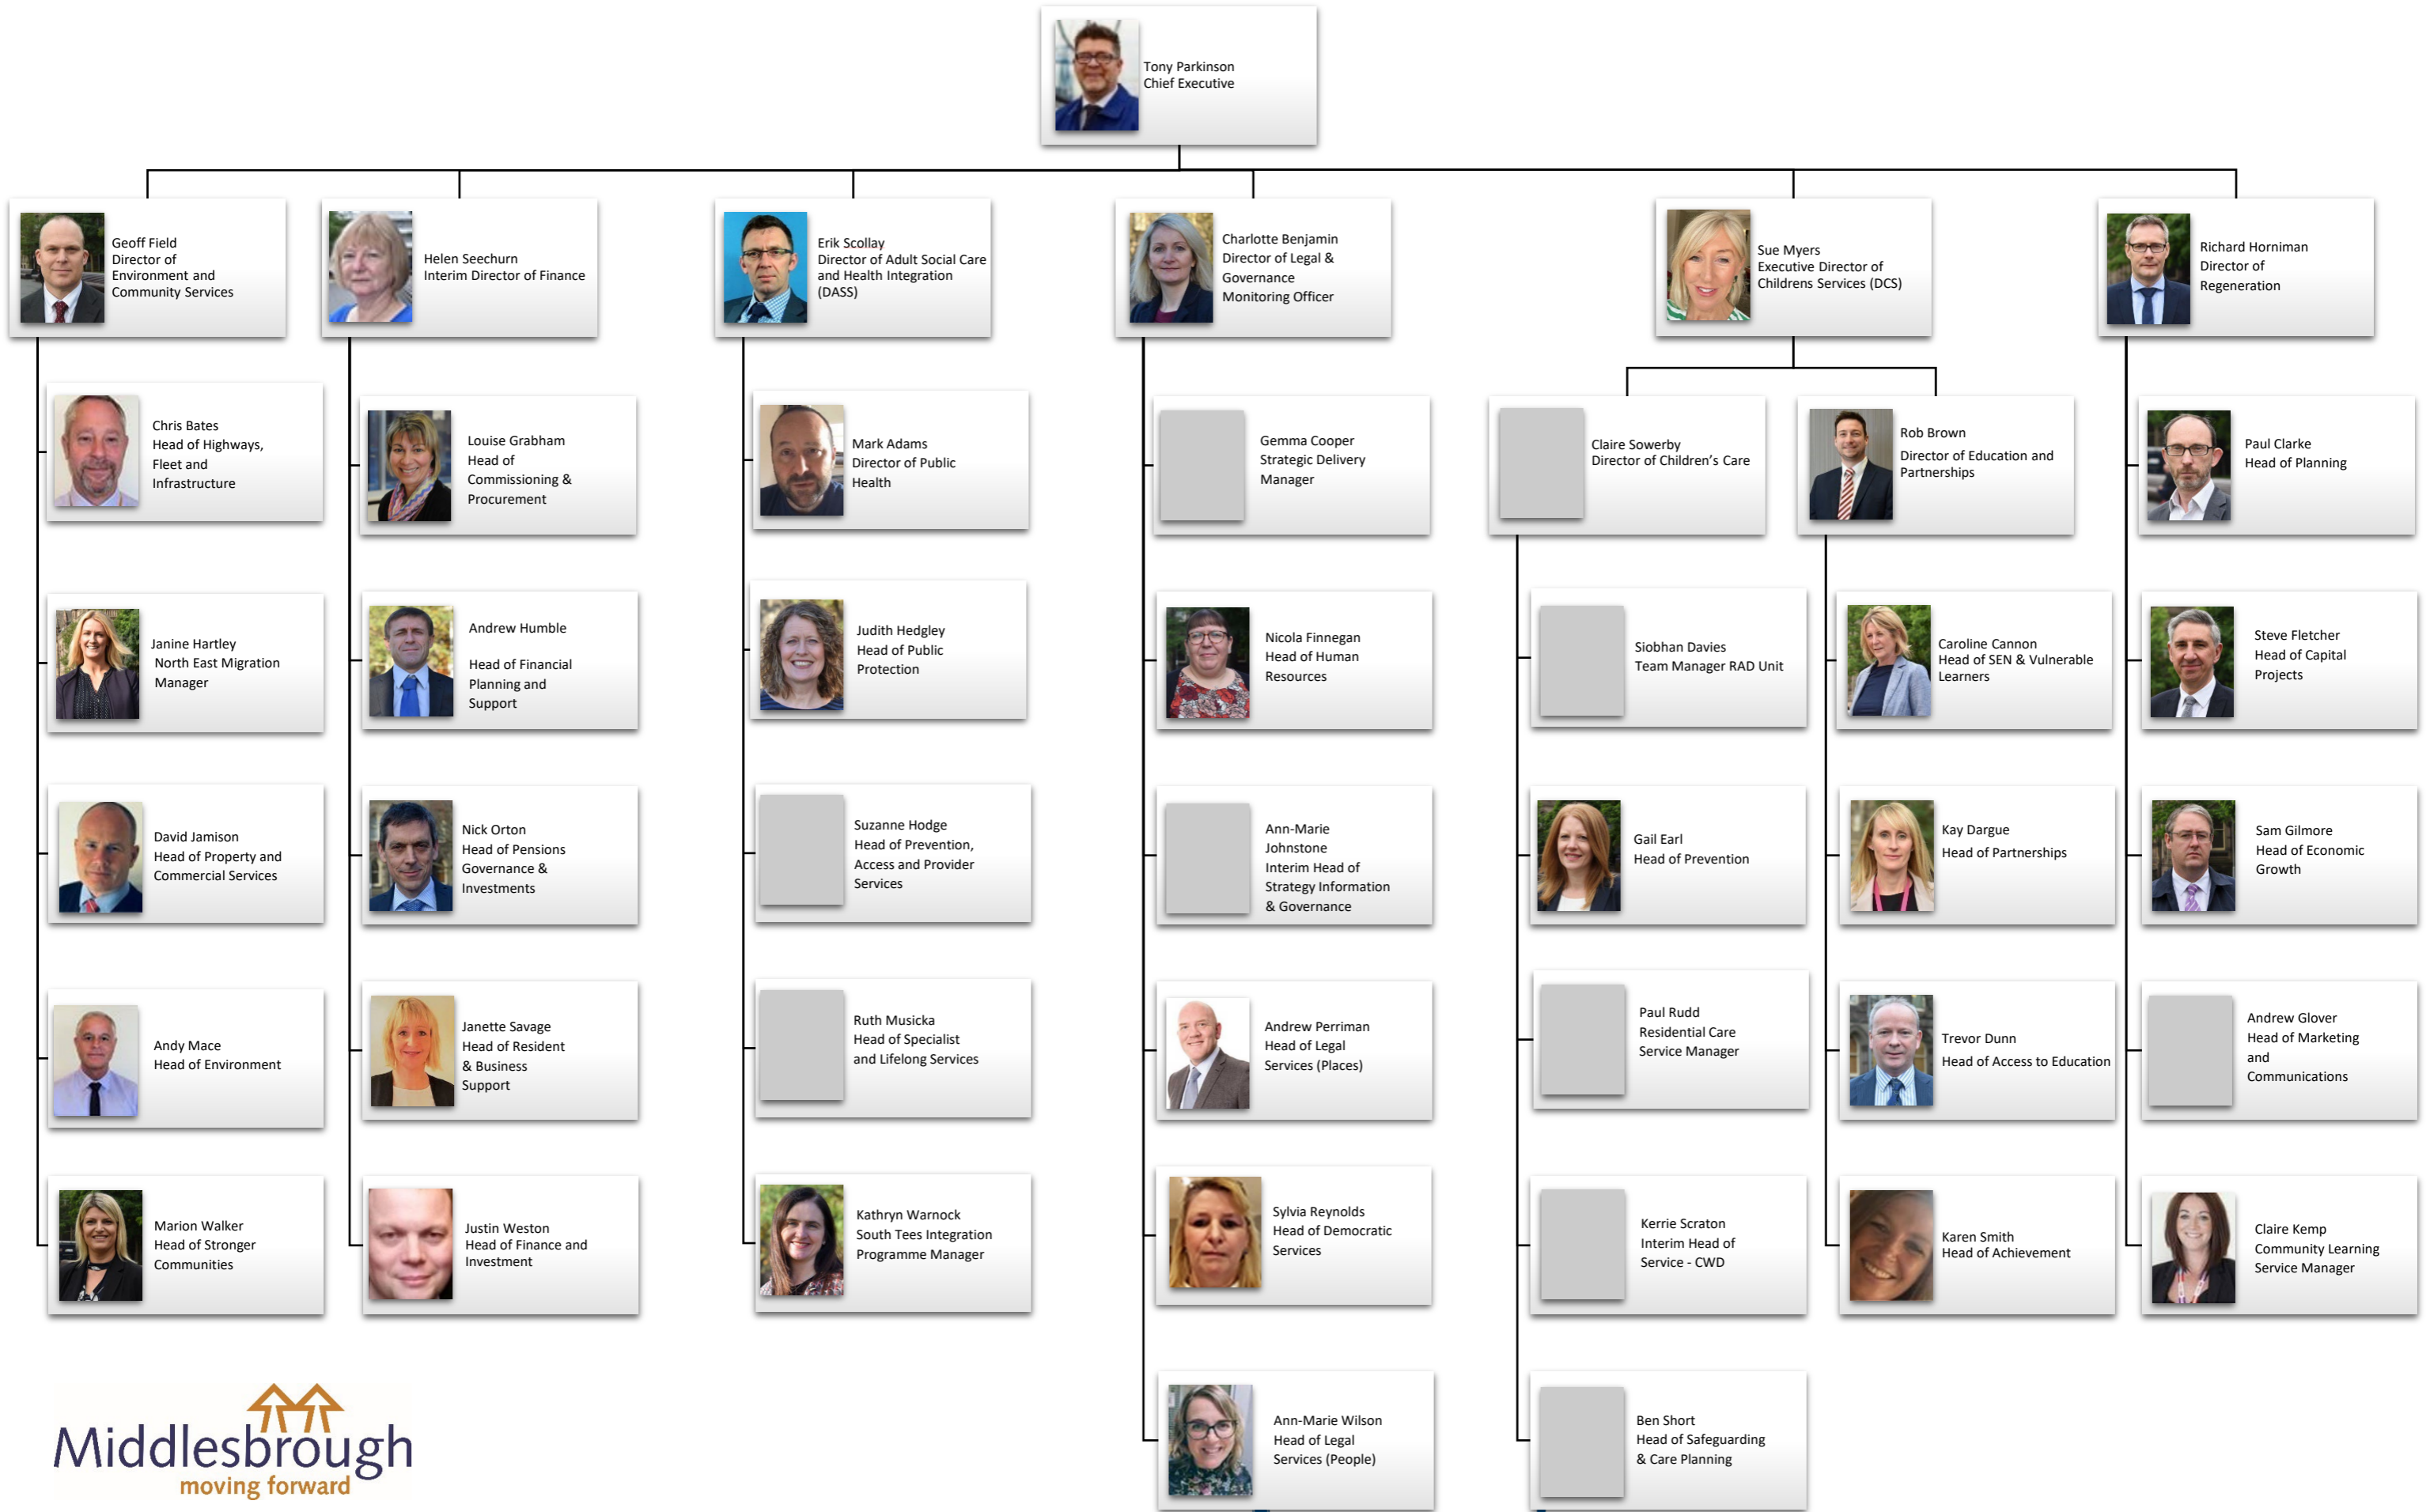 Tony Parkinson
Chief Executive
Geoff Field
Director of
Environment and
Community Services
Helen Seechurn
Interim Director of Finance
Erik Scollay
Director of Adult Social Care
and Health Integration
(DASS)
Charlotte Benjamin
Director of Legal &
Governance
Monitoring Officer
Sue Myers
Executive Director of
Childrens Services (DCS)
Richard Horniman
Director of
Regeneration
Chris Bates
Head of Highways,
Fleet and
Infrastructure
Louise Grabham
Head of
Commissioning &
Procurement
Mark Adams
Director of Public
Health
Gemma Cooper
Strategic Delivery
Manager
Claire Sowerby
Director of Children’s Care
Rob Brown
Director of Education and
Partnerships
Paul Clarke
Head of Planning
Janine Hartley
North East Migration
Manager
Andrew Humble
Head of Financial
Planning and
Support
Judith Hedgley
Head of Public
Protection
Nicola Finnegan
Head of Human
Resources
Siobhan Davies
Team Manager RAD Unit
Caroline Cannon
Head of SEN & Vulnerable
Learners
Steve Fletcher
Head of Capital
Projects
David Jamison
Head of Property and
Commercial Services
Nick Orton
Head of Pensions
Governance &
Investments
Suzanne Hodge
Head of Prevention,
Access and Provider
Services
Ann-Marie
Johnstone
Interim Head of
Strategy Information
& Governance
Gail Earl
Head of Prevention
Kay Dargue
Head of Partnerships
Sam Gilmore
Head of Economic
Growth
Andy Mace
Head of Environment
Janette Savage
Head of Resident
& Business
Support
Ruth Musicka
Head of Specialist
and Lifelong Services
Andrew Perriman
Head of Legal
Services (Places)
Paul Rudd
Residential Care
Service Manager
Trevor Dunn
Head of Access to Education
Andrew Glover
Head of Marketing
and
Communications
Marion Walker
Head of Stronger
Communities
Justin Weston
Head of Finance and
Investment
Kathryn Warnock
South Tees Integration
Programme Manager
Sylvia Reynolds
Head of Democratic
Services
Kerrie Scraton
Interim Head of
Service - CWD
Karen Smith
Head of Achievement
Claire Kemp
Community Learning
Service Manager
Ann-Marie Wilson
Head of Legal
Services (People)
Ben Short
Head of Safeguarding
& Care Planning
Middlesbrough
moving forward